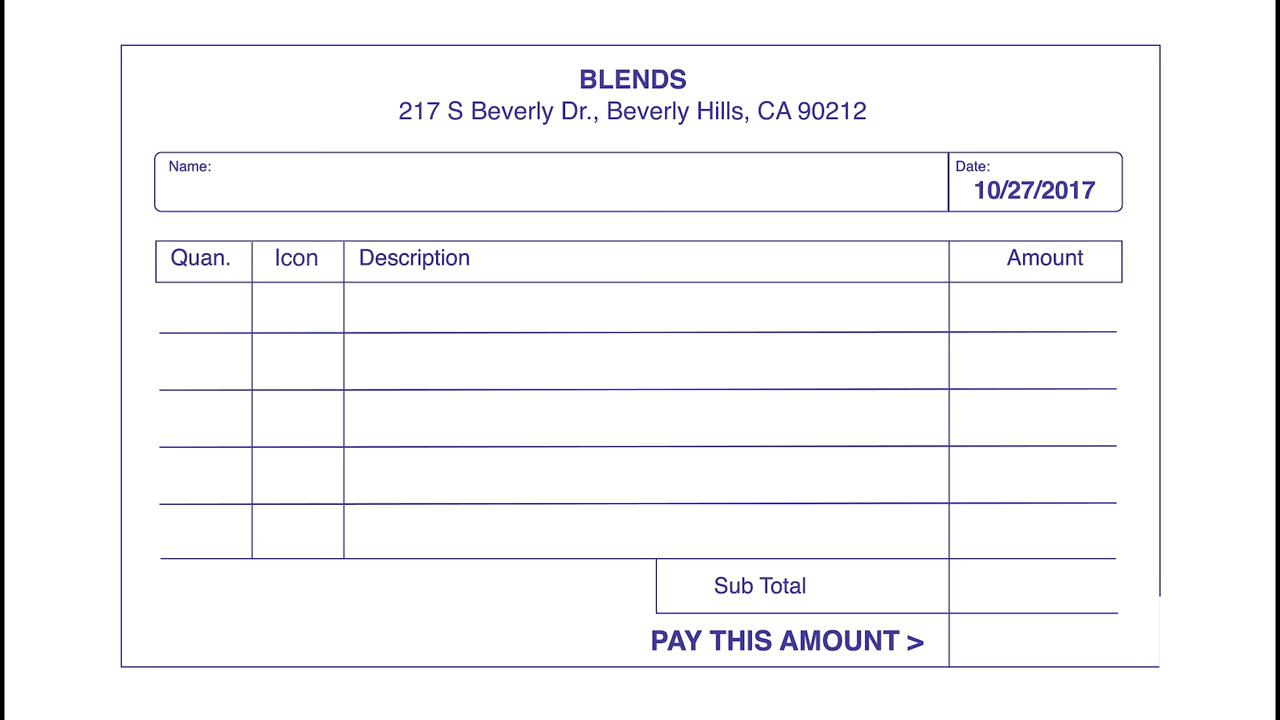 BLENDS
217 S Beverly Dr., Beverly Hills, CA 90212
Name: Date:
10/27/2017
Quan. Icon Description Amount
Sub Total
PAY THIS AMOUNT >